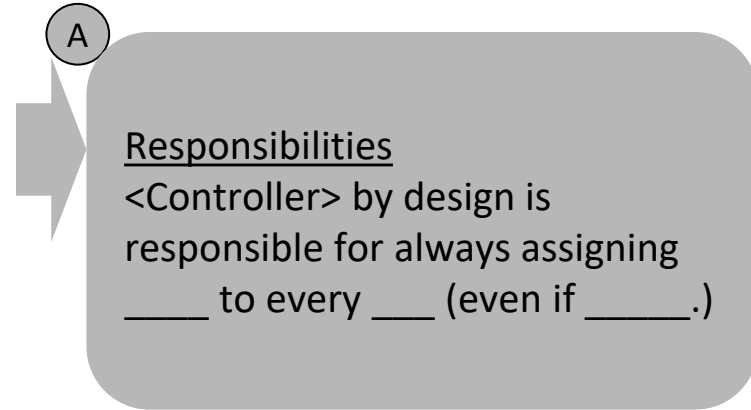 A
Responsibilities
<Controller> by design is
responsible for always assigning
____ to every ___ (even if _____.)